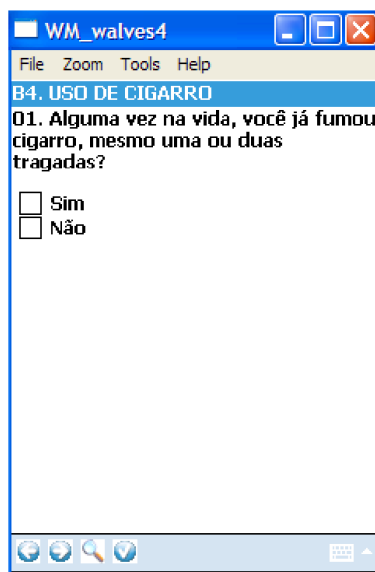 WM_walves4
File Zoom Tools Help
B4. USO DE CIGARRO
01. Alguma vez na vida, você já fumou
cigarro, mesmo uma ou duas
tragadas?
Sim
Não